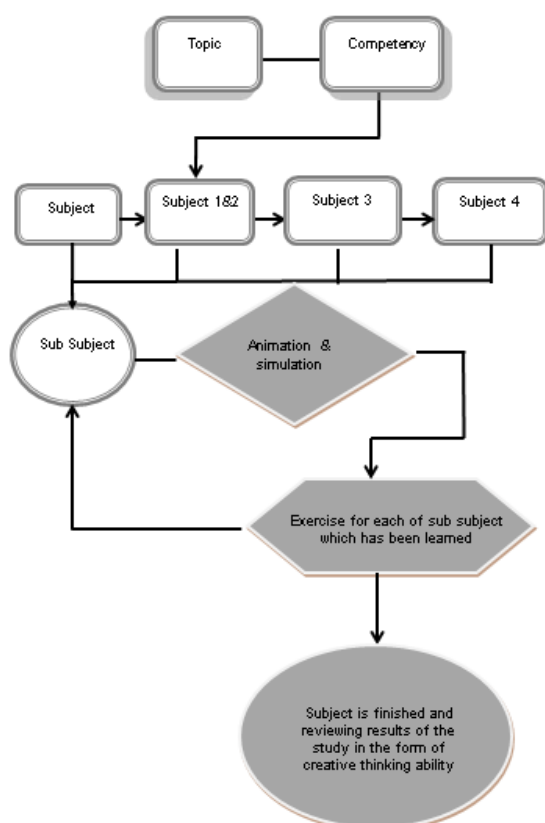 Topic
Competency
Subject
Subject 1&2
Subject 3
Subject 4
Sub Subject
Animation &
simulation
Exercise for each of sub subject
which has been learned
Subject is finished and
reviewing results of the
study in the form of
creative thinking ability